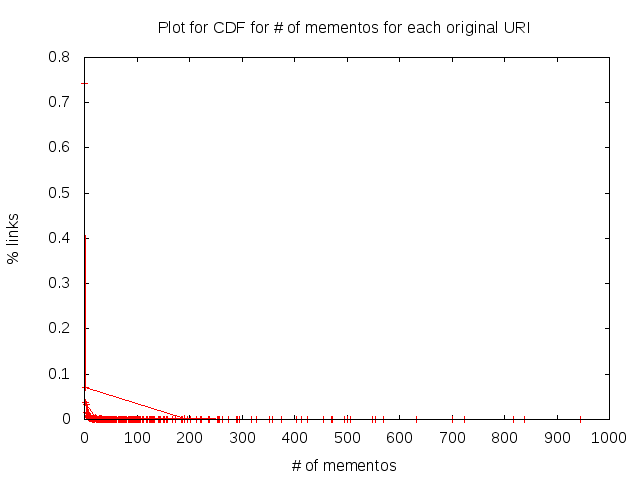 Plot for CDF for # of mementos for each original URI
0.8
0.7
0.6
0.5
0.4
0.3
0.2
0.1
0
% links
0 100 200 300 400 500 600 700 800 900 1000
# of mementos